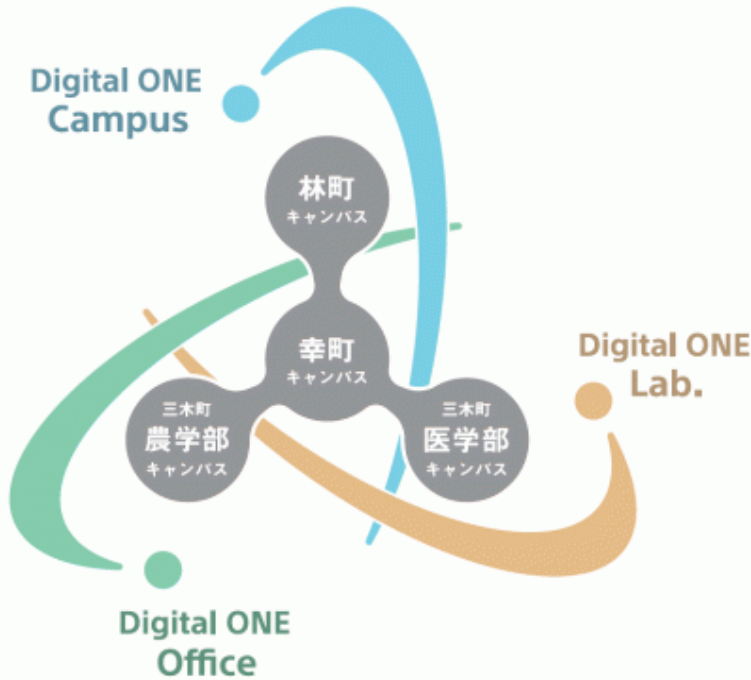 Digital ONE
Campus
林町
キャンパス
幸町
キャンパス
Digital ONE
Lab.
三木町
農学部
キャンパス
三木町
医学部
キャンパス
Digital ONE
Office